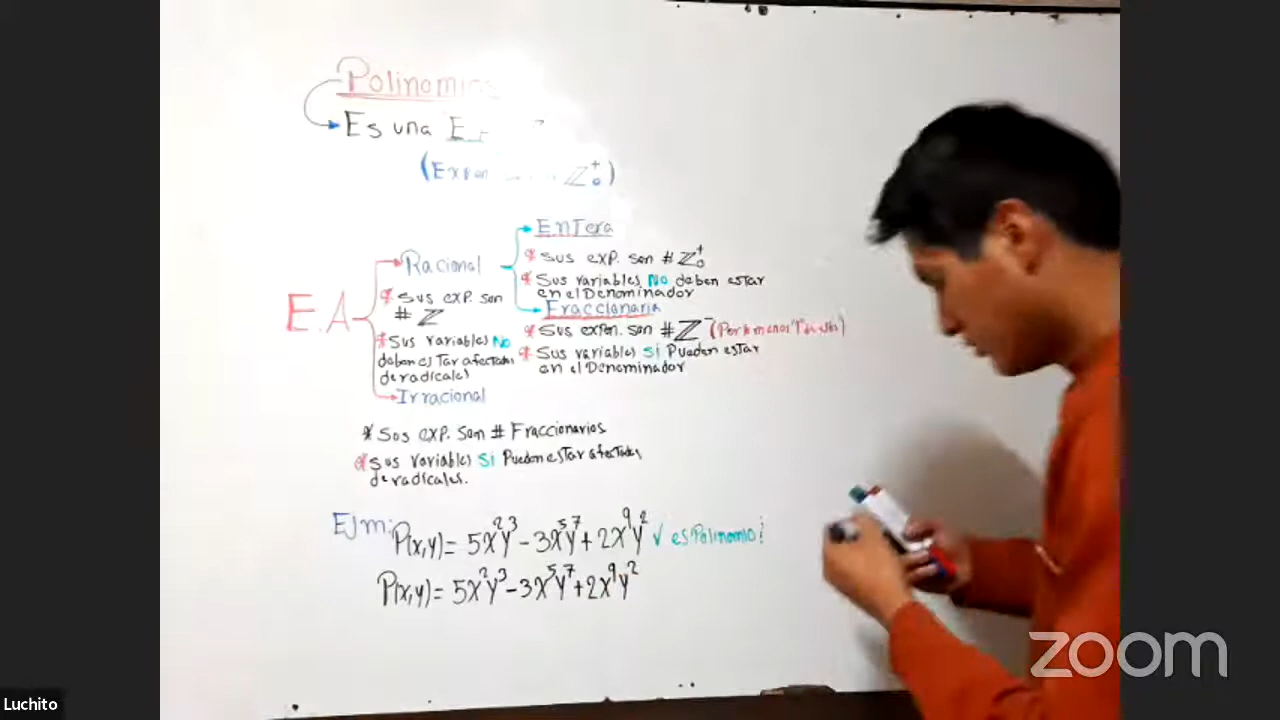 Polinomios
Es una E
(Expon ℤ₀⁺)
Entera
* Sus exp. son # ℤ₀⁺
* Sus variables No deben estar
en el Denominador
Racional
* Sus exp. son
# ℤ
* Sus variables No
deben estar afectadas
de radicales
Fraccionaria
* Sus expon. son # ℤ⁻ (Por lo menos 1 de ellos)
* Sus variables Si Pueden estar
en el Denominador
E.A
Irracional
* Sus exp. son # Fraccionarios
* Sus variables Si Pueden estar afectadas
de radicales.
Ejm: P(x,y)= 5x²y³ - 3x⁵y⁷ + 2x⁹y² √ es Polinomio!
P(x,y)= 5x²y³ - 3x⁵y⁷ + 2x⁹y²
zoom
Luchito